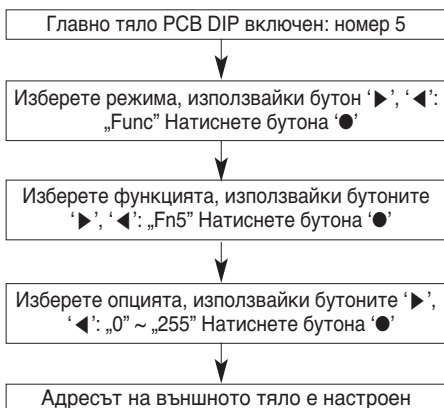 Главно тяло PCB DIP включен: номер 5
Изберете режима, използвайки бутон ‘▶’, ‘◀’:
„Func” Натиснете бутона ‘●’
Изберете функцията, използвайки бутоните
‘▶’, ‘◀’: „Fn5” Натиснете бутона ‘●’
Изберете опцията, използвайки бутоните ‘▶’,
‘◀’: „0” ~ „255” Натиснете бутона ‘●’
Адресът на външното тяло е настроен